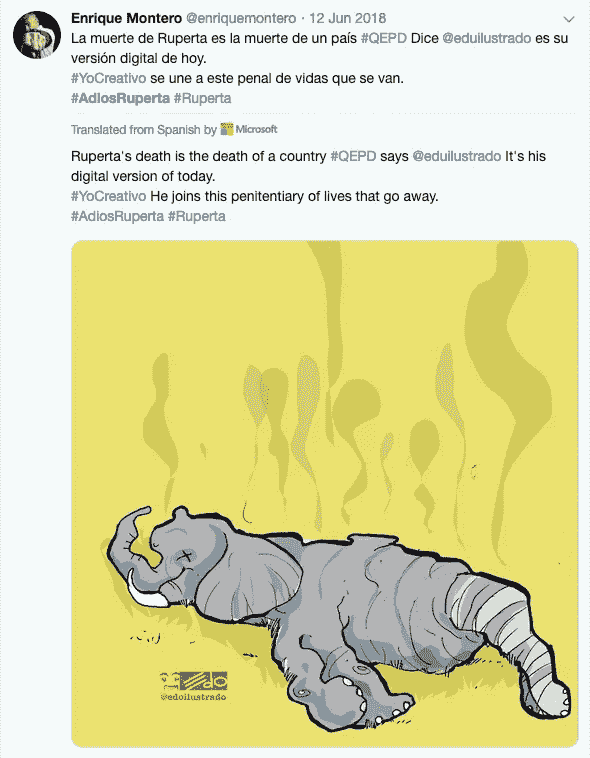 Enrique Montero @enriquemontero · 12 Jun 2018
La muerte de Ruperta es la muerte de un país #QEPD Dice @eduilustrado es su
versión digital de hoy.
#YoCreativo se une a este penal de vidas que se van.
#AdiosRuperta #Ruperta
Translated from Spanish by Microsoft
Ruperta's death is the death of a country #QEPD says @eduilustrado It's his
digital version of today.
#YoCreativo He joins this penitentiary of lives that go away.
#AdiosRuperta #Ruperta
@edoilustrado